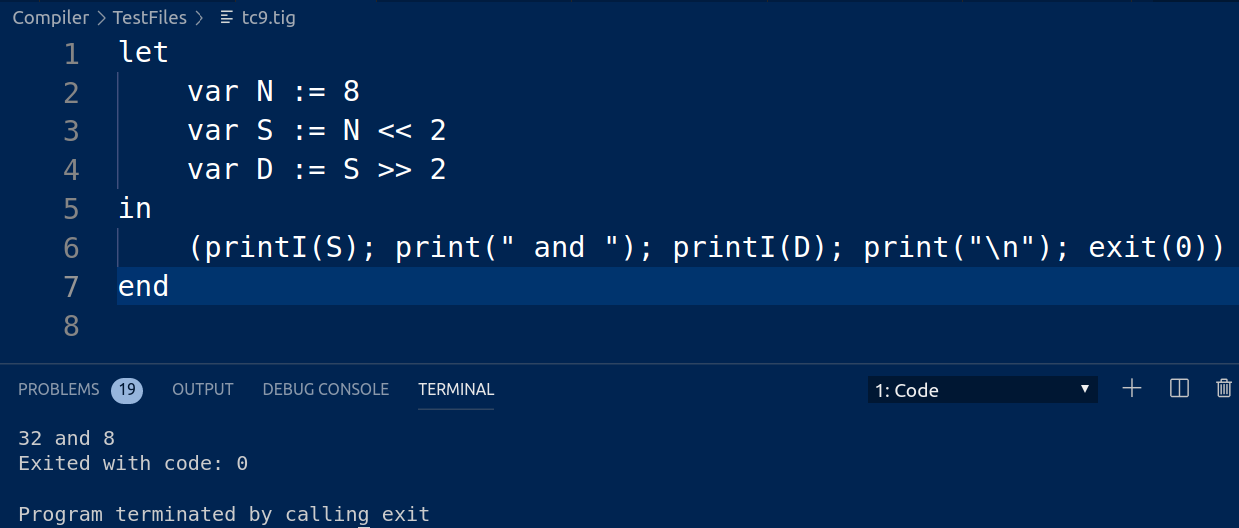 Compiler > TestFiles > tc9.tig
1 let
2 var N := 8
3 var S := N << 2
4 var D := S >> 2
5 in
6 (printI(S); print(" and "); printI(D); print("\n"); exit(0))
7 end
8
PROBLEMS 19 OUTPUT DEBUG CONSOLE TERMINAL 1: Code
32 and 8
Exited with code: 0
Program terminated by calling exit